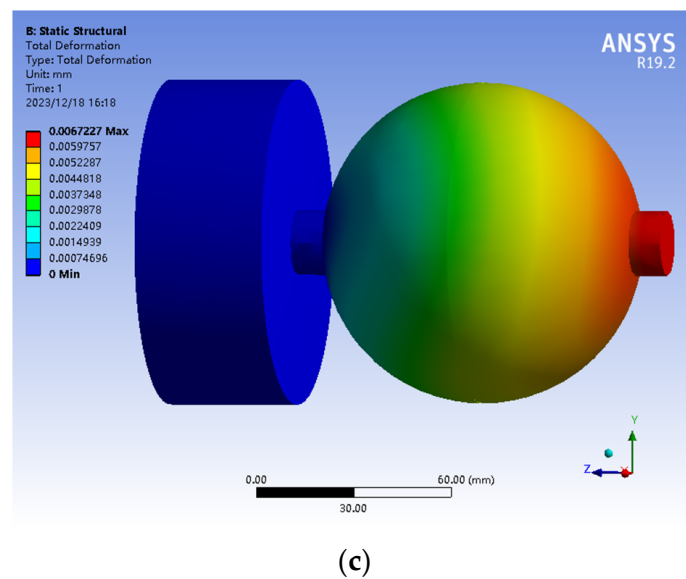 B: Static Structural
Total Deformation
Type: Total Deformation
Unit: mm
Time: 1
2023/12/18 16:18
ANSYS
R19.2
0.0067227 Max
0.0059757
0.0052287
0.0044818
0.0037348
0.0029878
0.0022409
0.0014939
0.00074696
0 Min
Y
Z
X
0.00
60.00 (mm)
30.00
(c)